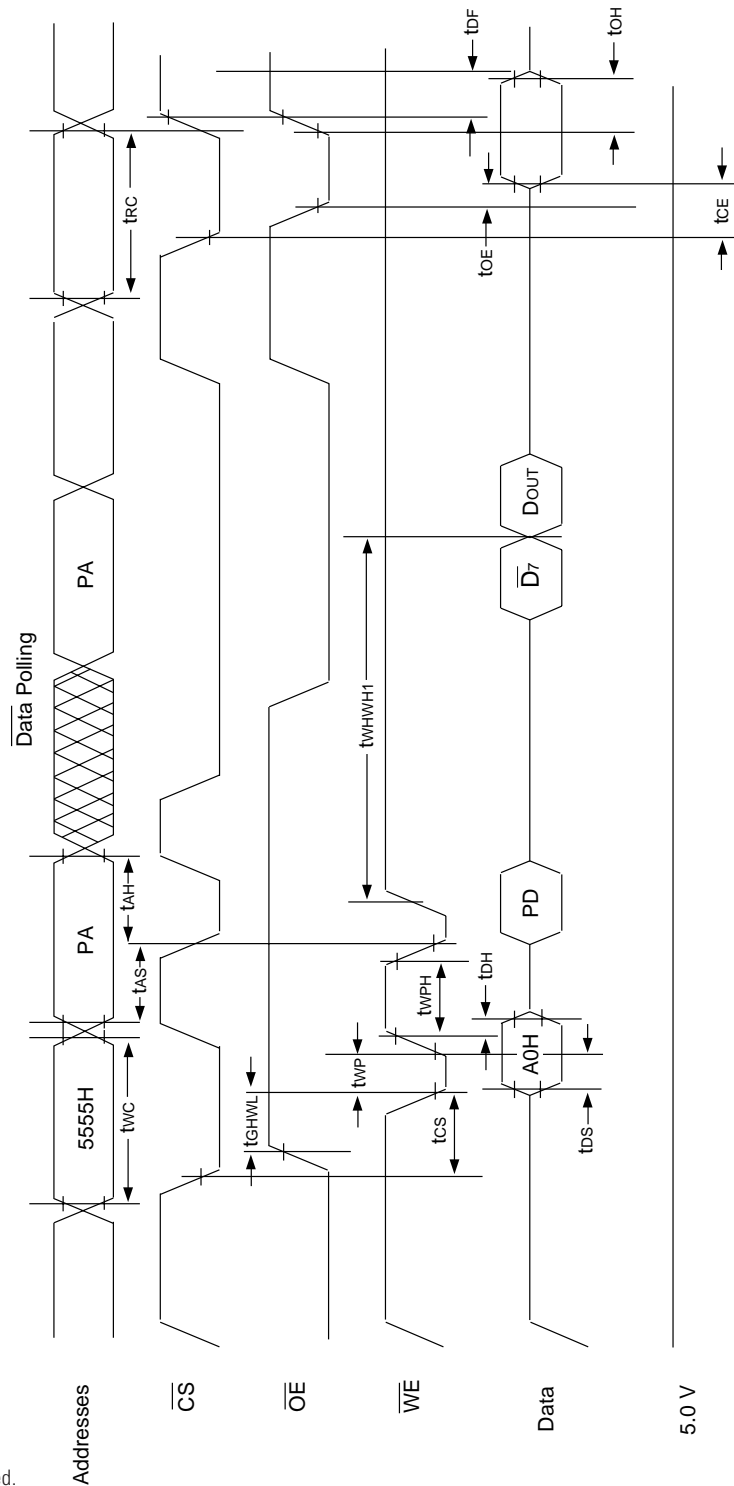 Data Polling
Addresses
5555H
PA
PA
tWC
tAS
tAH
tRC
CS
OE
tGHWL
WE
tWP
tCS
tWPH
tWHWH1
Data
A0H
PD
D7
DOUT
tDS
tDH
tDF
tOH
tOE
tCE
5.0 V
ed.